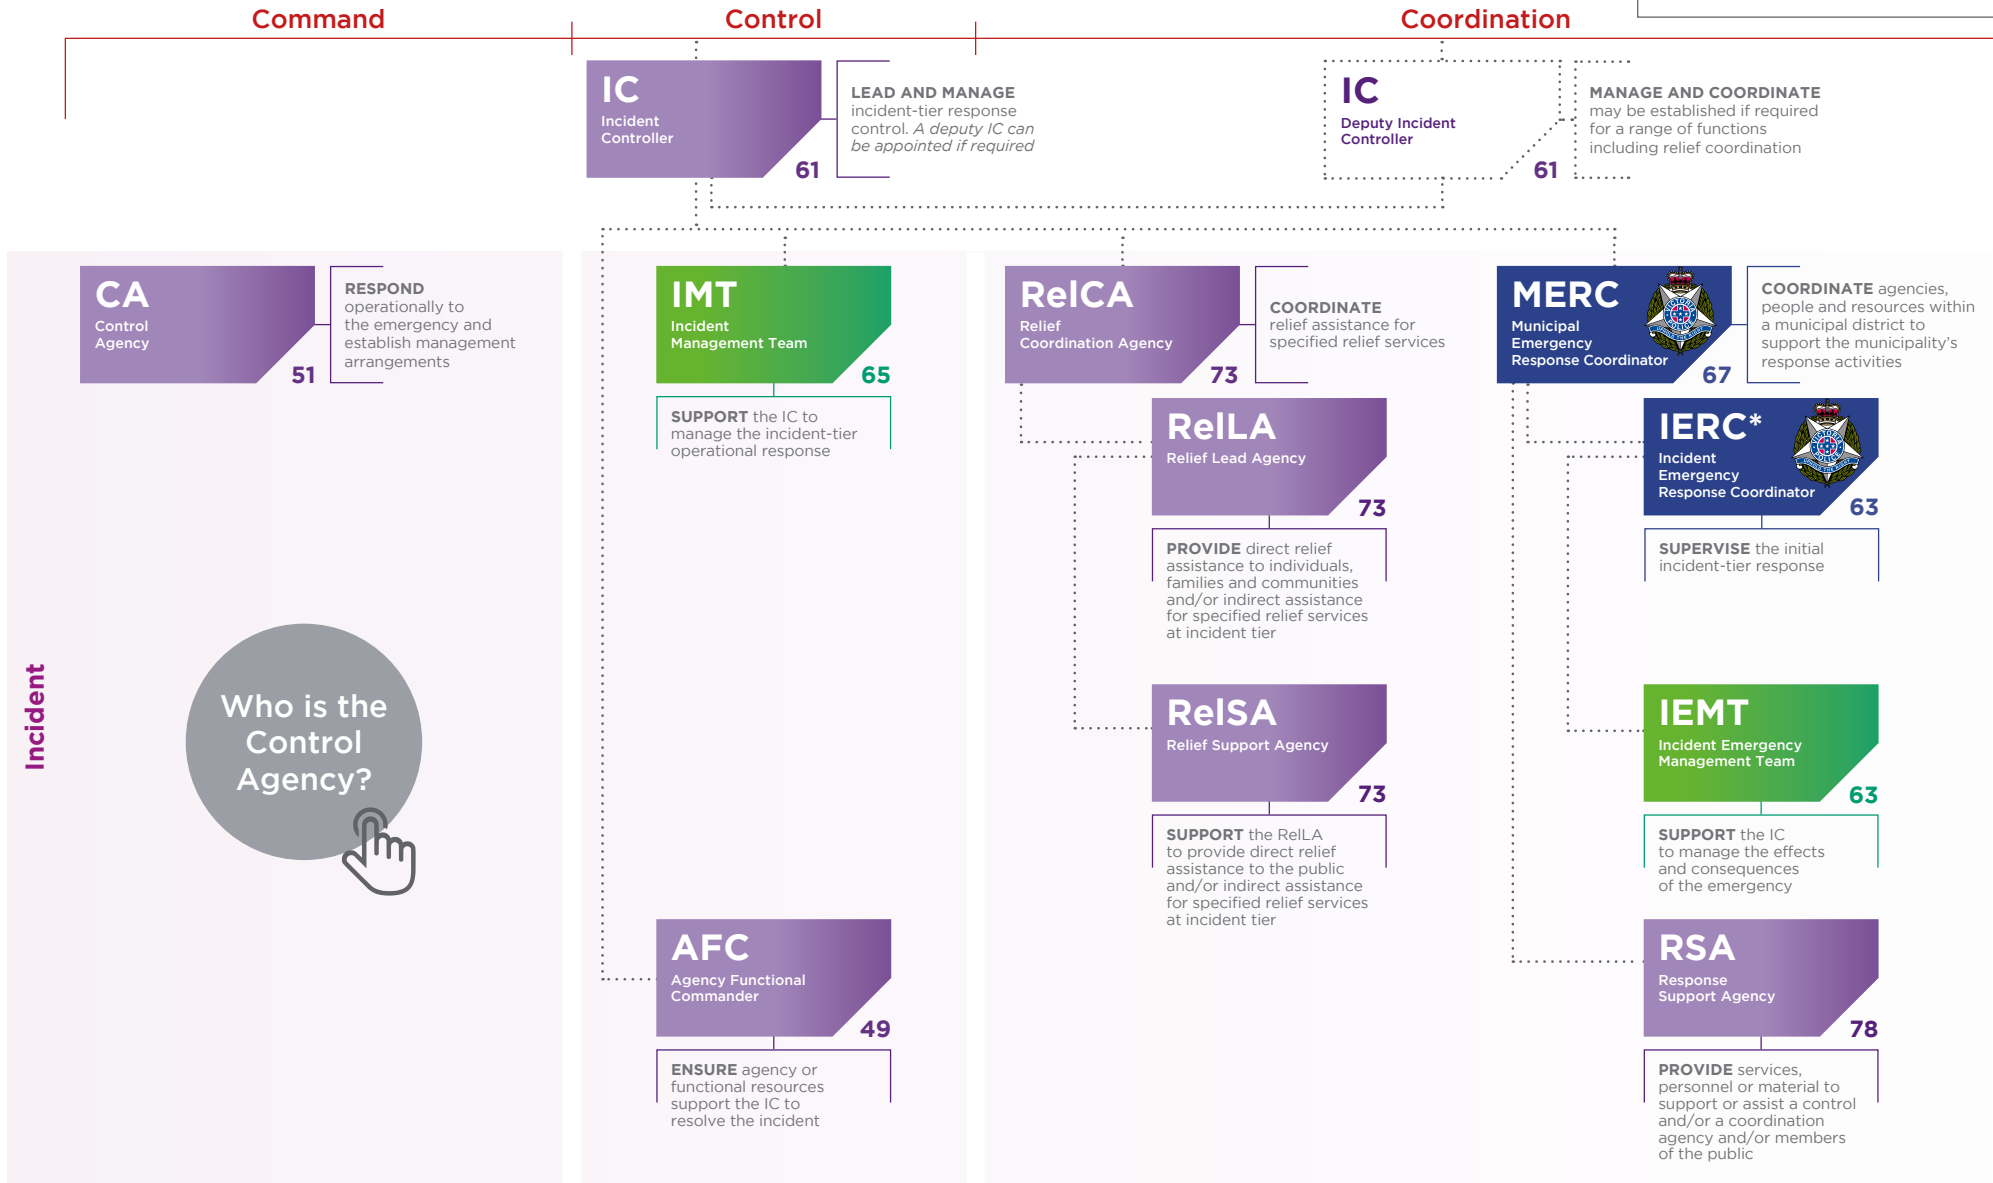 Command
Control
Coordination
IC
Incident
Controller
61
LEAD AND MANAGE
incident-tier response
control. A deputy IC can
be appointed if required
IC
Deputy Incident
Controller
61
MANAGE AND COORDINATE
may be established if required
for a range of functions
including relief coordination
Incident
CA
Control
Agency
51
RESPOND
operationally to
the emergency and
establish management
arrangements
Who is the
Control
Agency?
IMT
Incident
Management Team
65
SUPPORT the IC to
manage the incident-tier
operational response
AFC
Agency Functional
Commander
49
ENSURE agency or
functional resources
support the IC to
resolve the incident
RelCA
Relief
Coordination Agency
73
COORDINATE
relief assistance for
specified relief services
RelLA
Relief Lead Agency
73
PROVIDE direct relief
assistance to individuals,
families and communities
and/or indirect assistance
for specified relief services
at incident tier
RelSA
Relief Support Agency
73
SUPPORT the RelLA
to provide direct relief
assistance to the public
and/or indirect assistance
for specified relief services
at incident tier
MERC
Municipal
Emergency
Response Coordinator
67
VICTORIA
POLICE
COORDINATE agencies,
people and resources within
a municipal district to
support the municipality's
response activities
IERC*
Incident
Emergency
Response Coordinator
63
VICTORIA
POLICE
SUPERVISE the initial
incident-tier response
IEMT
Incident Emergency
Management Team
63
SUPPORT the IC
to manage the effects
and consequences
of the emergency
RSA
Response
Support Agency
78
PROVIDE services,
personnel or material to
support or assist a control
and/or a coordination
agency and/or members
of the public